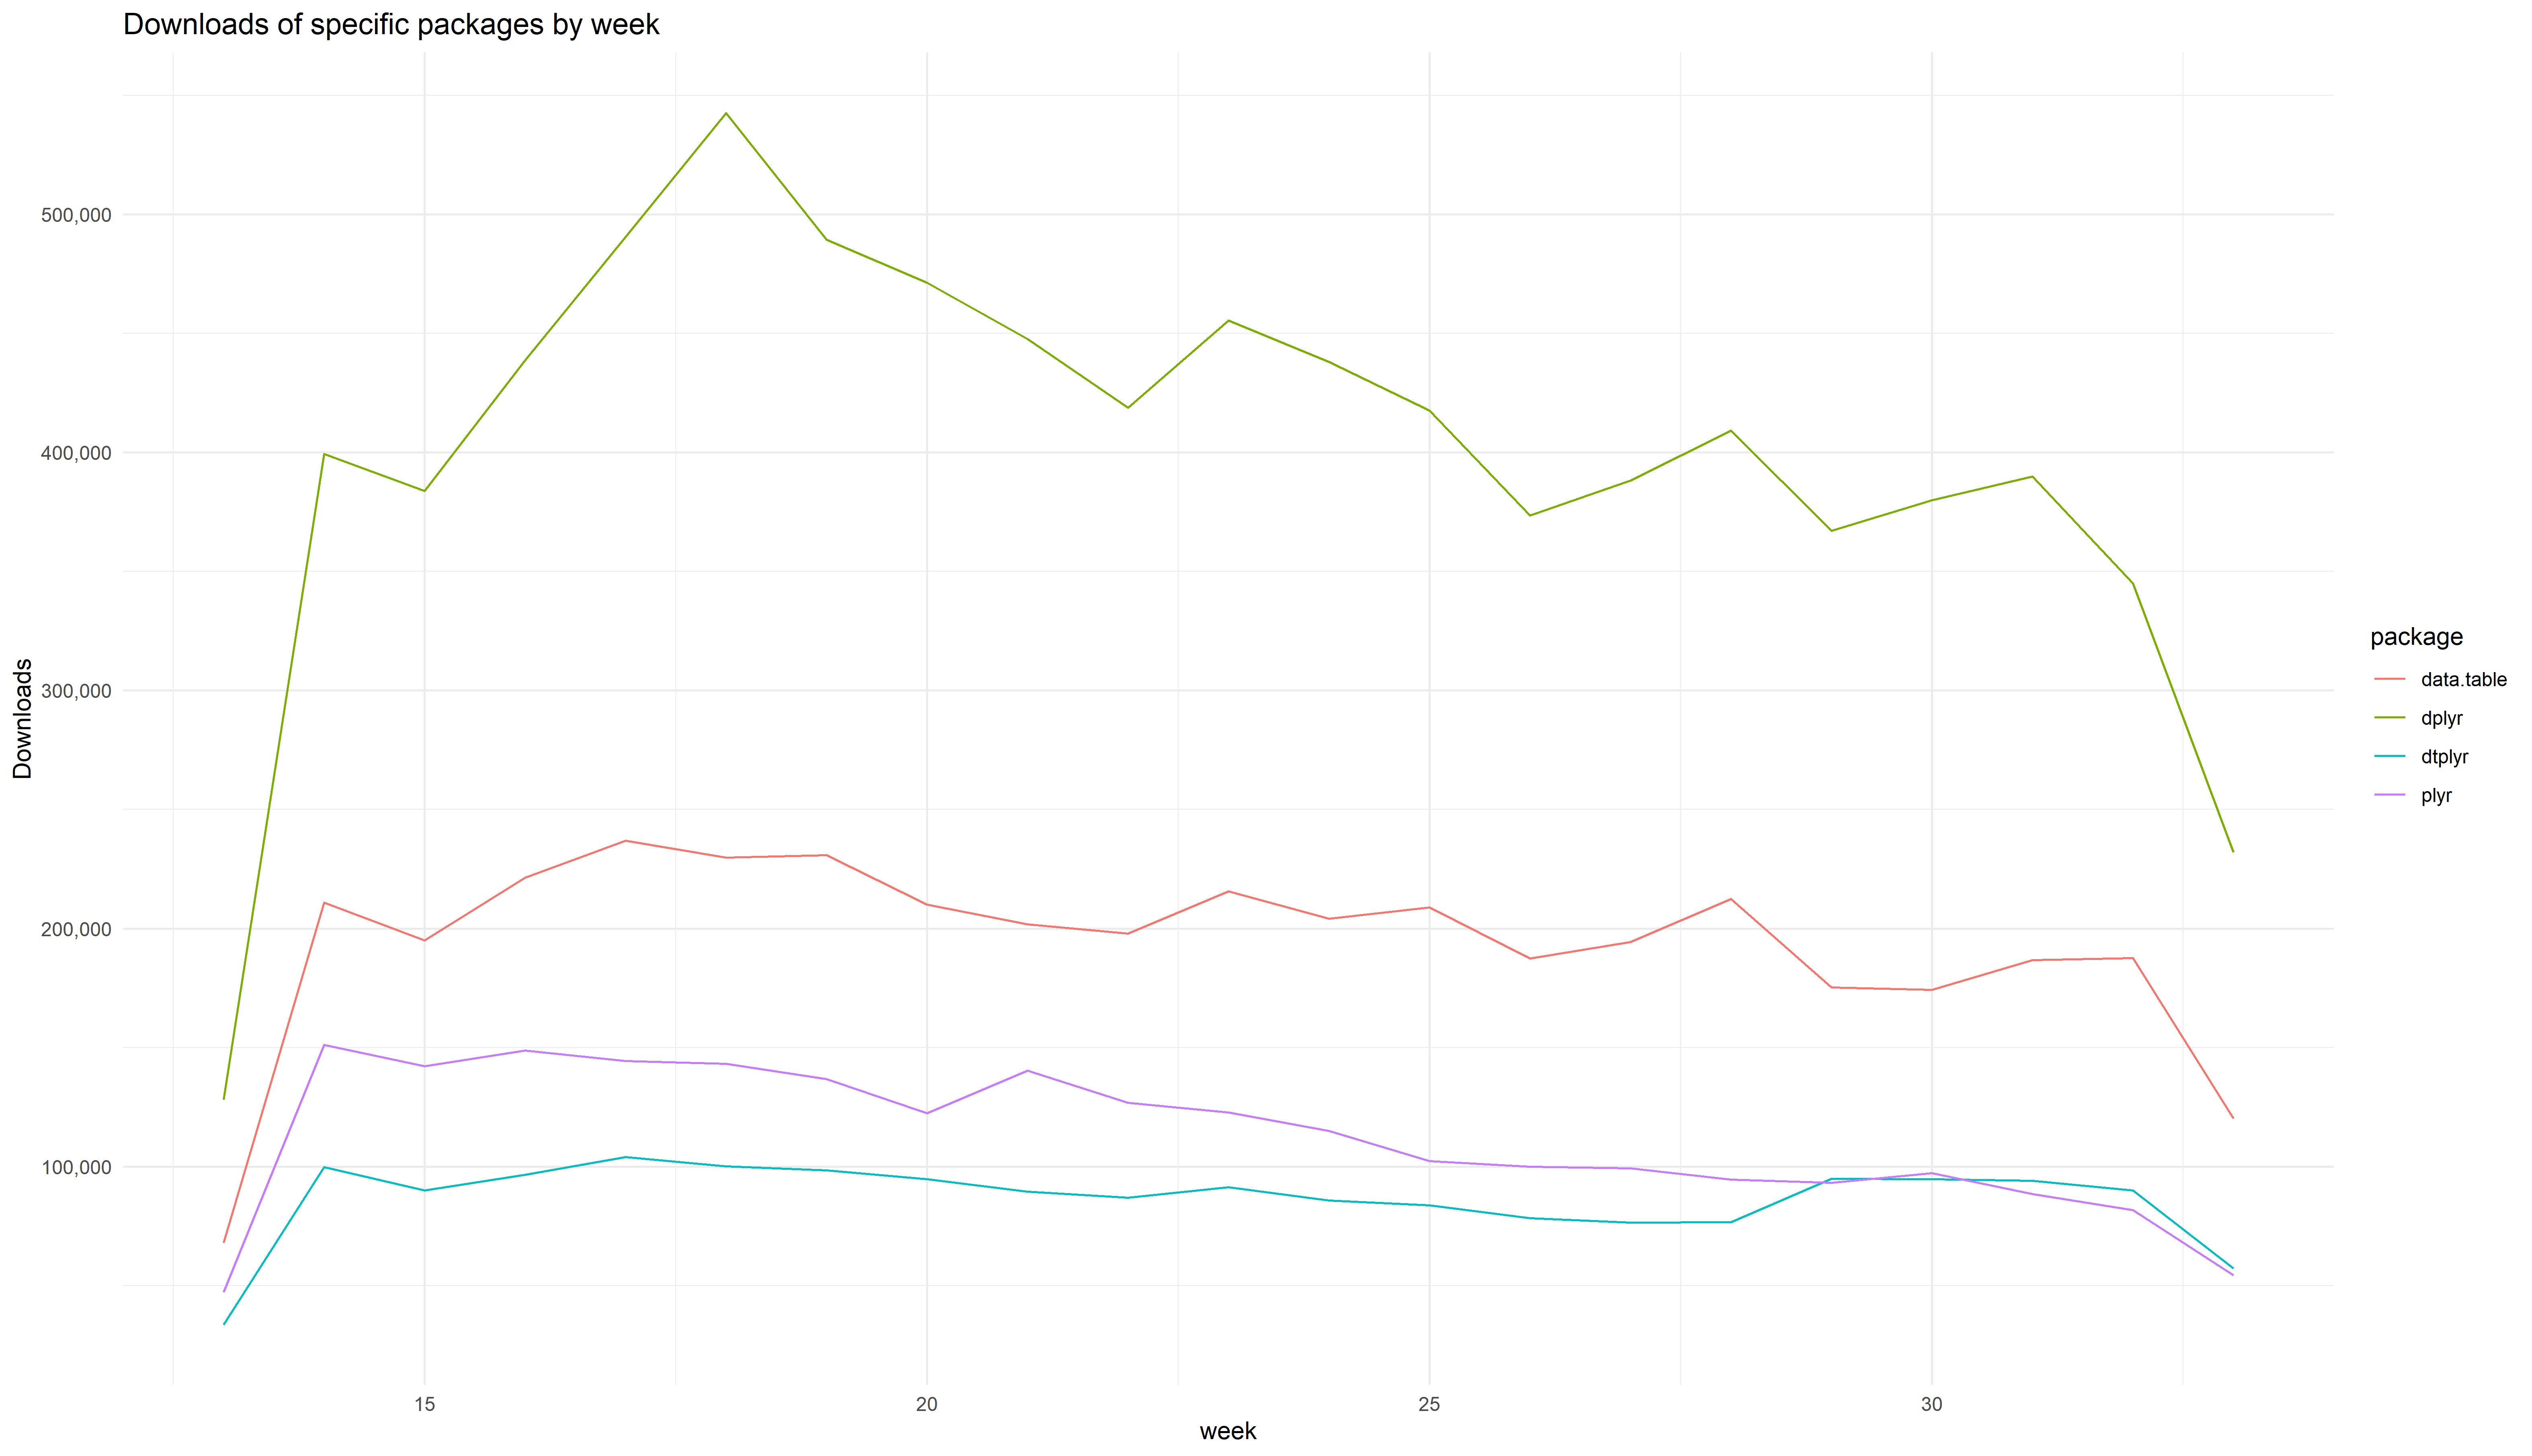 Downloads of specific packages by week
Downloads
500,000
400,000
300,000
200,000
100,000
15
20
25
30
week
package
data.table
dplyr
dtplyr
plyr